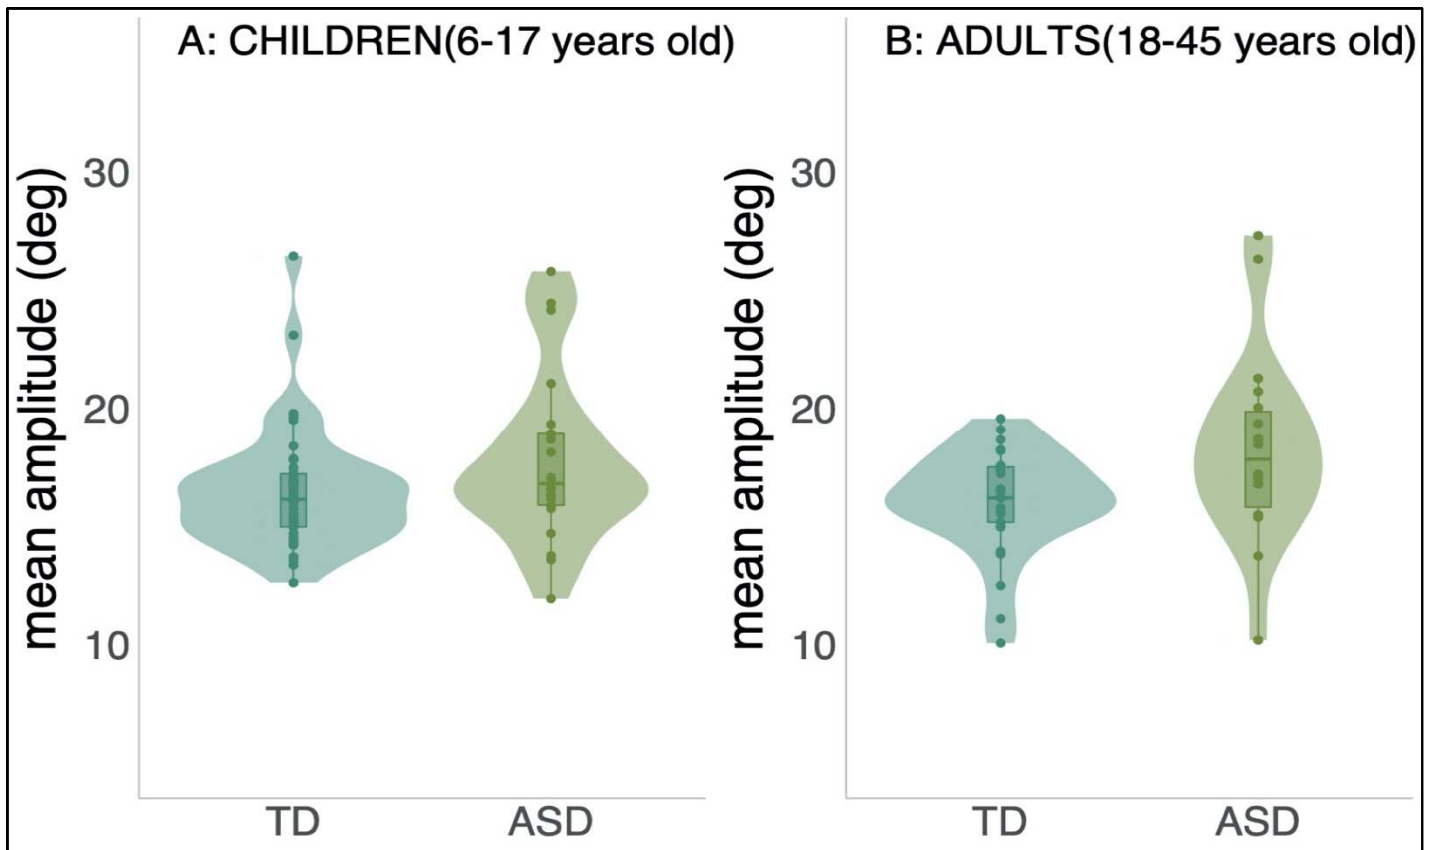 A: CHILDREN(6-17 years old)
mean amplitude (deg)
30
20
10
TD
ASD
B: ADULTS(18-45 years old)
mean amplitude (deg)
30
20
10
TD
ASD